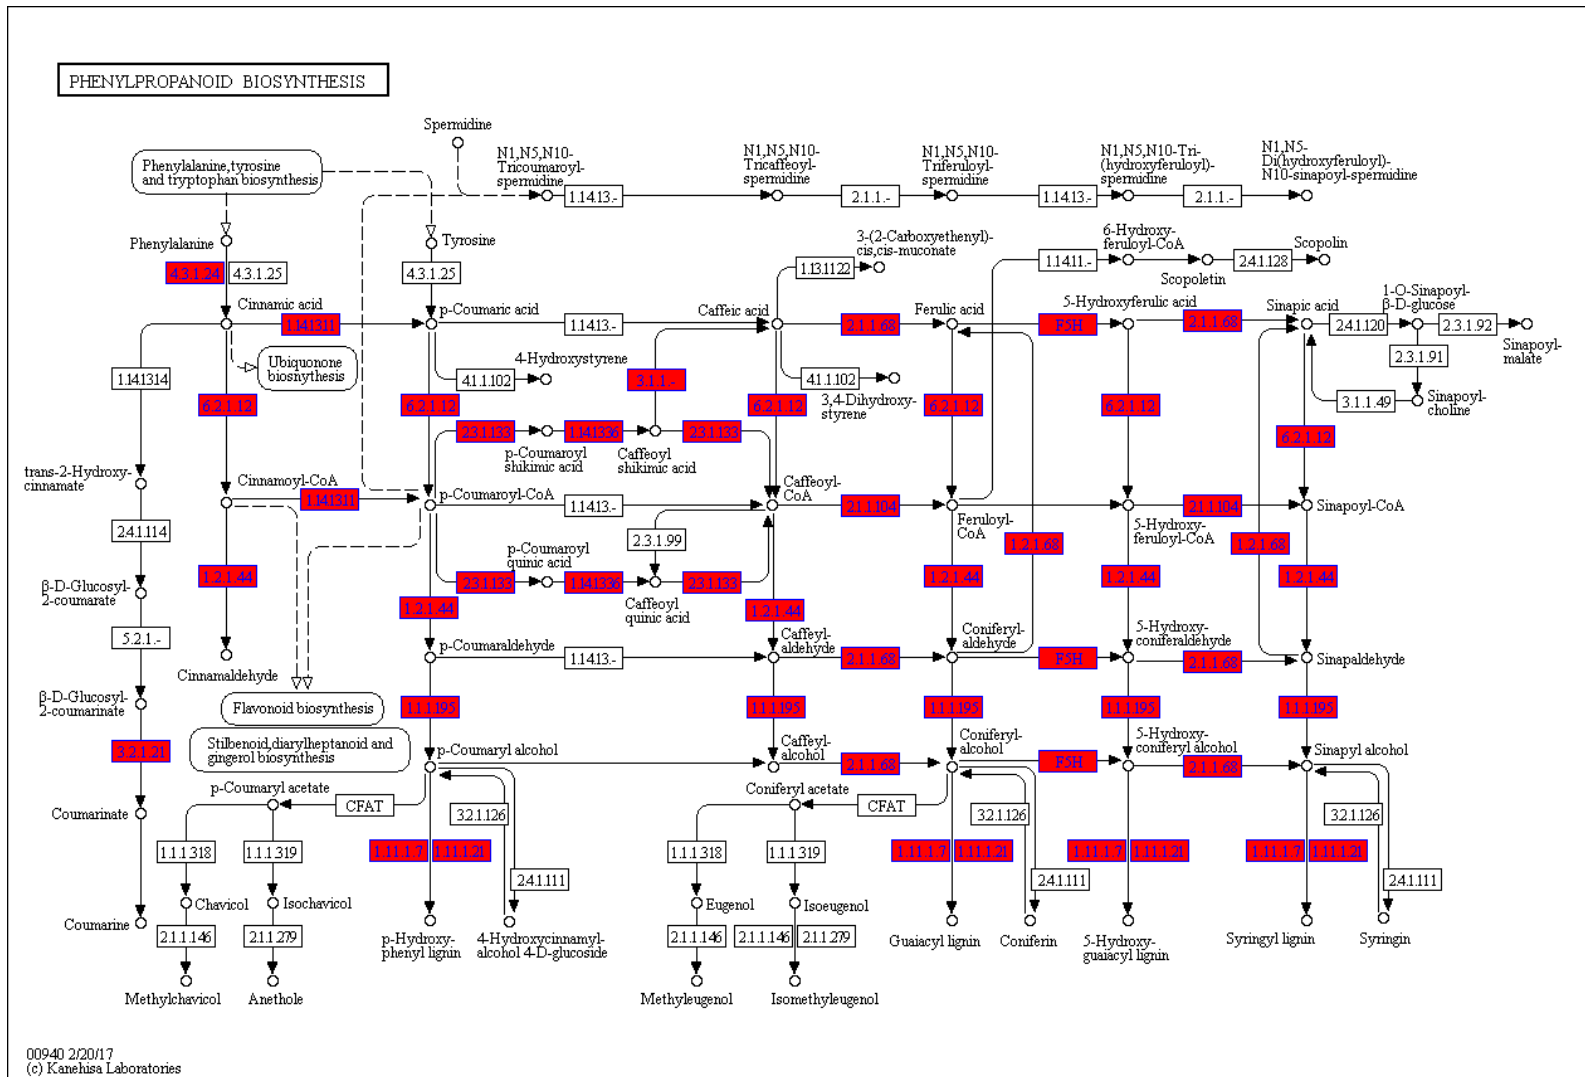 PHENYLPROPANOID BIOSYNTHESIS
Spermidine
Phenylalanine,tyrosine
and tryptophan biosynthesis
N1,N5,N10-
Tricoumaroyl-
spermidine
N1,N5,N10-
Tricaffeoyl-
spermidine
N1,N5,N10-
Triferuloyl-
spermidine
N1,N5,N10-Tri-
(hydroxyferuloyl)-
spermidine
N1,N5-
Di(hydroxyferuloyl)-
N10-sinapoyl-spermidine
1.14.13.-
2.1.1.-
1.14.13.-
2.1.1.-
Phenylalanine
Tyrosine
3-(2-Carboxyethenyl)-
cis,cis-muconate
6-Hydroxy-
feruloyl-CoA
Scopolin
4.3.1.24
4.3.1.25
4.3.1.25
1.13.11.22
1.14.11.-
Scopoletin
2.4.1.128
Cinnamic acid
p-Coumaric acid
Caffeic acid
Ferulic acid
5-Hydroxyferulic acid
Sinapic acid
1-O-Sinapoyl-
β-D-glucose
1.14.13.11
1.14.13.-
2.1.1.68
F5H
2.1.1.68
2.4.1.120
2.3.1.92
Sinapoyl-
malate
Ubiquonone
biosnythesis
4-Hydroxystyrene
2.3.1.91
1.14.13.14
4.1.1.102
3.1.1.-
4.1.1.102
3,4-Dihydroxy-
styrene
3.1.1.49
Sinapoyl-
choline
6.2.1.12
6.2.1.12
6.2.1.12
6.2.1.12
6.2.1.12
6.2.1.12
2.3.1.133
1.14.13.36
2.3.1.133
p-Coumaroyl
shikimic acid
Caffeoyl
shikimic acid
trans-2-Hydroxy-
cinnamate
Cinnamoyl-CoA
p-Coumaroyl-CoA
Caffeoyl-
CoA
Feruloyl-
CoA
5-Hydroxy-
feruloyl-CoA
Sinapoyl-CoA
1.14.13.11
1.14.13.-
2.1.1.104
2.1.1.104
2.4.1.114
2.3.1.99
1.2.1.68
1.2.1.68
p-Coumaroyl
quinic acid
1.2.1.44
2.3.1.133
1.14.13.36
2.3.1.133
1.2.1.44
1.2.1.44
1.2.1.44
β-D-Glucosyl-
2-coumarate
Caffeoyl
quinic acid
1.2.1.44
1.2.1.44
5.2.1.-
p-Coumaraldehyde
Caffeyl-
aldehyde
Coniferyl-
aldehyde
5-Hydroxy-
coniferaldehyde
Sinapaldehyde
1.14.13.-
2.1.1.68
F5H
2.1.1.68
Cinnamaldehyde
β-D-Glucosyl-
2-coumarinate
Flavonoid biosynthesis
1.1.1.195
1.1.1.195
1.1.1.195
1.1.1.195
1.1.1.195
3.2.1.21
Stilbenoid,diarylheptanoid and
gingerol biosynthesis
p-Coumaryl alcohol
Caffeyl-
alcohol
Coniferyl-
alcohol
5-Hydroxy-
coniferyl alcohol
Sinapyl alcohol
2.1.1.68
F5H
2.1.1.68
p-Coumaryl acetate
Coniferyl acetate
Coumarinate
CFAT
3.2.1.126
CFAT
3.2.1.126
3.2.1.126
1.1.1.318
1.1.1.319
1.11.1.7
1.11.1.21
1.1.1.318
1.1.1.319
1.11.1.7
1.11.1.21
1.11.1.7
1.11.1.21
1.11.1.7
1.11.1.21
2.4.1.111
2.4.1.111
2.4.1.111
Chavicol
Isochavicol
Eugenol
Isoeugenol
Coumarine
2.1.1.146
2.1.1.279
p-Hydroxy-
phenyl lignin
4-Hydroxycinnamyl-
alcohol 4-D-glucoside
2.1.1.146
2.1.1.146
2.1.1.279
Guaiacyl lignin
Coniferin
5-Hydroxy-
guaiacyl lignin
Syringyl lignin
Syringin
Methylchavicol
Anethole
Methyleugenol
Isomethyleugenol
00940 2/20/17
(c) Kanehisa Laboratories